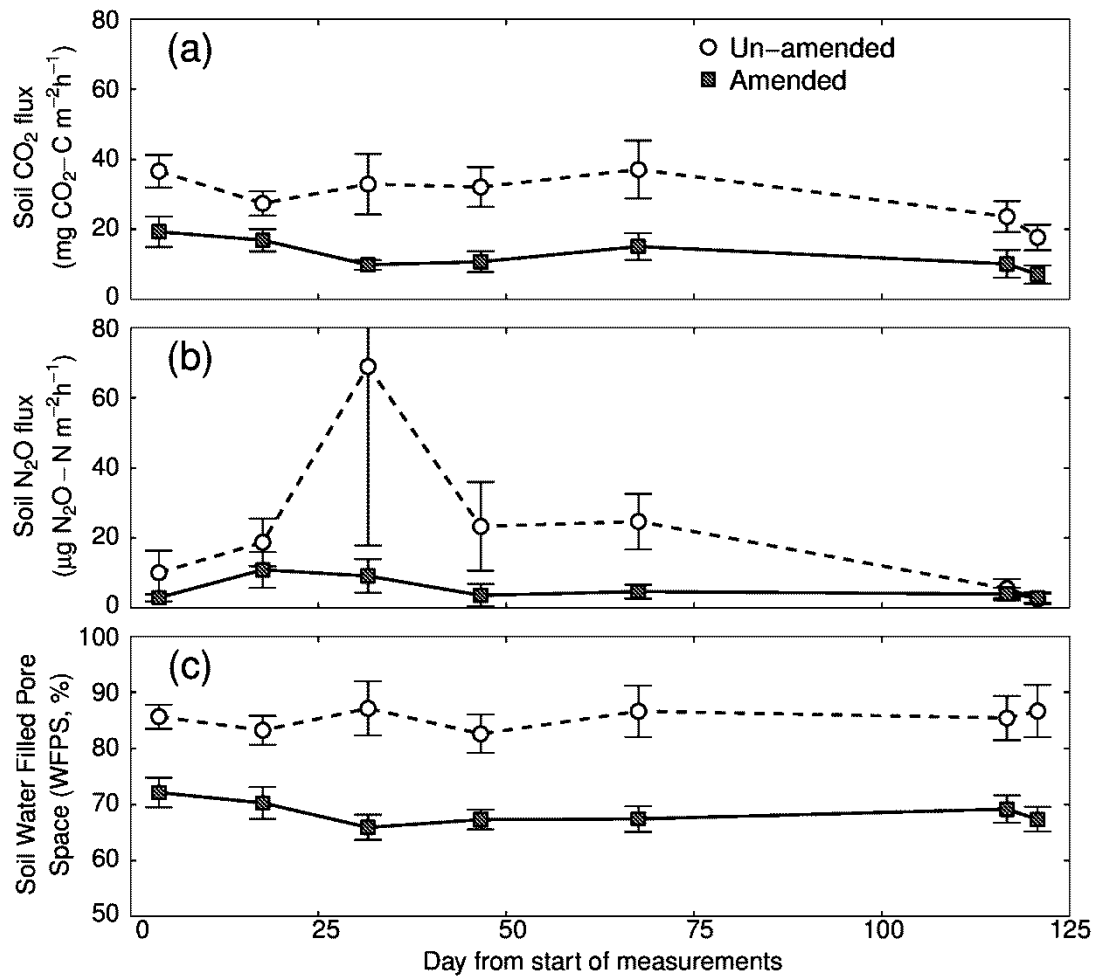 (a)
Un-amended
Amended
80
60
40
20
0
Soil CO₂ flux
(mg CO₂–C m⁻²h⁻¹)
(b)
80
60
40
20
0
Soil N₂O flux
(µg N₂O–N m⁻²h⁻¹)
(c)
100
90
80
70
60
50
Soil Water Filled Pore
Space (WFPS, %)
0 25 50 75 100 125
Day from start of measurements